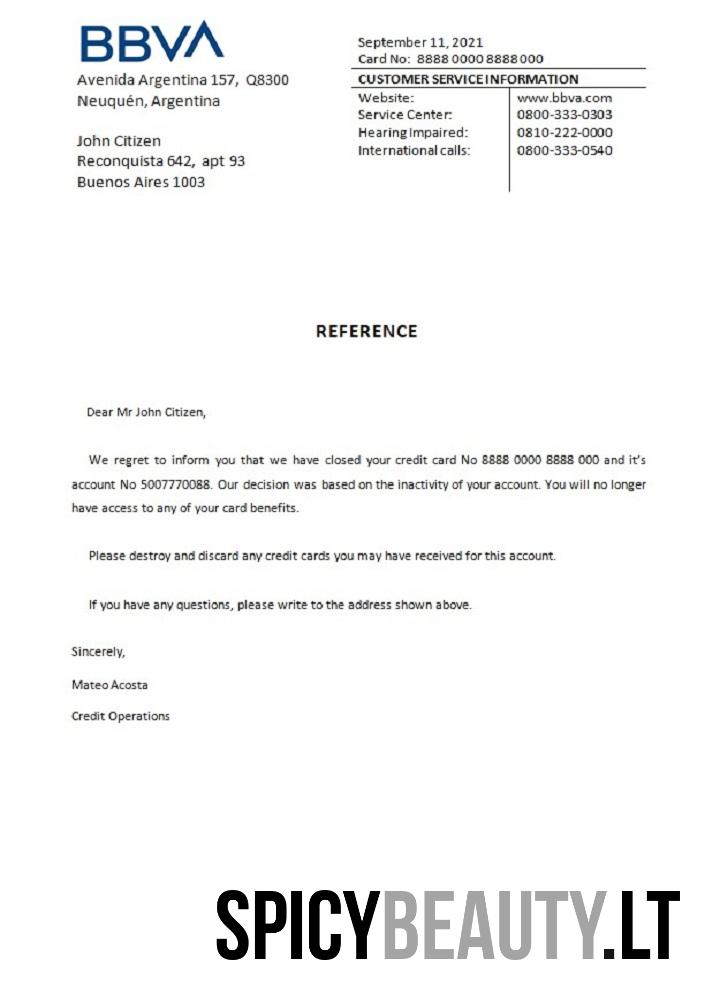 BBVA
Avenida Argentina 157, Q8300
Neuquén, Argentina
John Citizen
Reconquista 642, apt 93
Buenos Aires 1003
September 11, 2021
Card No: 8888 0000 8888 000
CUSTOMER SERVICE INFORMATION
Website: www.bbva.com
Service Center: 0800-333-0303
Hearing Impaired: 0810-222-0000
International calls: 0800-333-0540
REFERENCE
Dear Mr John Citizen,
We regret to inform you that we have closed your credit card No 8888 0000 8888 000 and it's
account No 5007770088. Our decision was based on the inactivity of your account. You will no longer
have access to any of your card benefits.
Please destroy and discard any credit cards you may have received for this account.
If you have any questions, please write to the address shown above.
Sincerely,
Mateo Acosta
Credit Operations
SPICYBEAUTY.LT